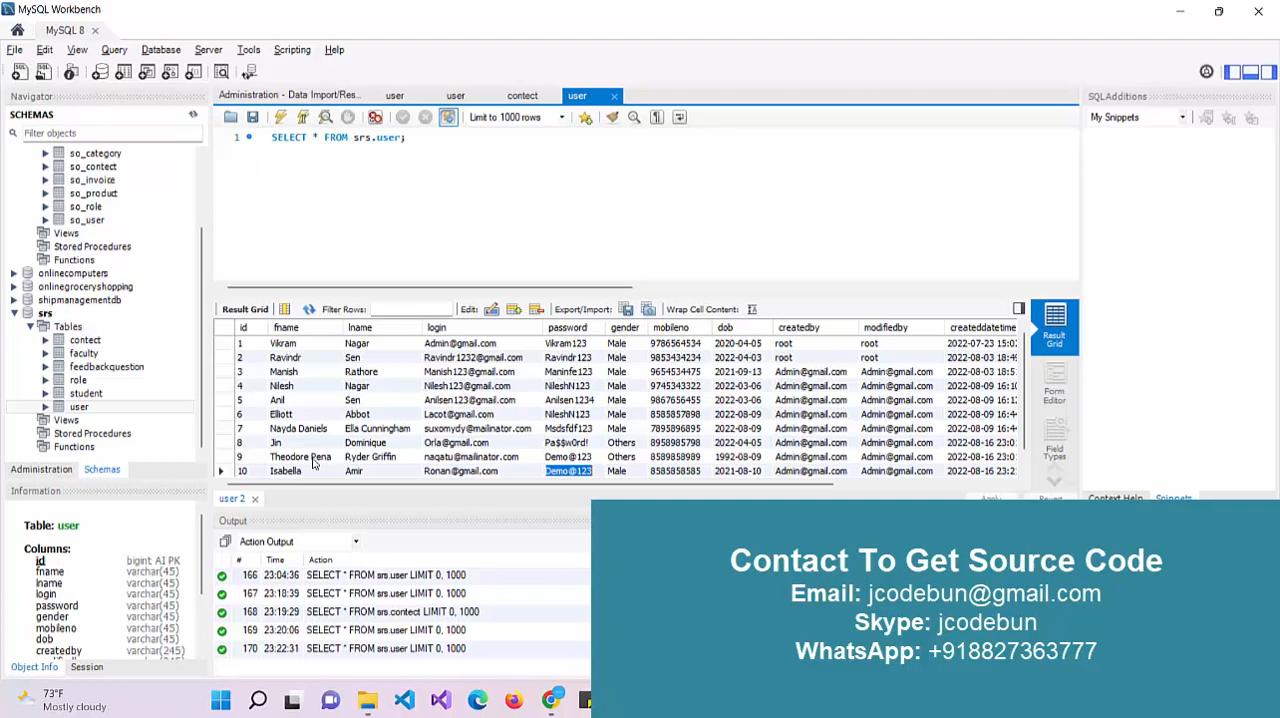 MySQL Workbench
MySQL 8
File Edit View Query Database Server Tools Scripting Help
Navigator
SCHEMAS
Filter objects
so_category
so_contect
so_invoice
so_product
so_role
so_user
Views
Stored Procedures
Functions
onlinecomputers
onlinegroceryshopping
shipmanagementdb
srs
Tables
contect
faculty
feedbackquestion
role
student
user
Views
Stored Procedures
Functions
Administration Schemas
Information
Table: user
Columns:
id bigint AI PK
fname varchar(45)
lname varchar(45)
login varchar(45)
password varchar(45)
gender varchar(45)
mobileno varchar(45)
dob varchar(45)
createdby varchar(245)
Object Info Session
Administration - Data Import/Res... user user contect user
Limit to 1000 rows
1 SELECT * FROM srs.user;
Result Grid Filter Rows: Edit: Export/Import: Wrap Cell Content:
id fname lname login password gender mobileno dob createdby modifiedby createddatetime
1 Vikram Nagar Admin@gmail.com Vikram123 Male 9786564534 2020-04-05 root root 2022-07-23 15:0
2 Ravindr Sen Ravindr1232@gmail.com Ravindr123 Male 9853434234 2022-04-05 root root 2022-08-03 18:4
3 Manish Rathore Manish123@gmail.com Maninfe123 Male 9654534475 2021-09-13 Admin@gmail.com Admin@gmail.com 2022-08-03 18:5
4 Nilesh Nagar Nilesh123@gmail.com NileshN123 Male 9745343322 2022-03-08 Admin@gmail.com Admin@gmail.com 2022-08-09 16:1
5 Anil Sen Anilsen123@gmail.com Anilsen1234 Male 9867656455 2022-03-06 Admin@gmail.com Admin@gmail.com 2022-08-09 16:4
6 Elliott Abbot Lacot@gmail.com NileshN123 Male 8585857898 2022-08-09 Admin@gmail.com Admin@gmail.com 2022-08-09 16:4
7 Nayda Daniels Ella Cunningham suxomydy@mailinator.com Msdsfdf123 Male 7895896895 2022-08-09 Admin@gmail.com Admin@gmail.com 2022-08-09 16:4
8 Jin Dominique Orla@gmail.com Pa$$w0rd! Others 8958985798 2022-04-05 Admin@gmail.com Admin@gmail.com 2022-08-16 23:0
9 Theodore Pena Ryder Griffin naqatu@mailinator.com Demo@123 Others 8589858989 1992-08-09 Admin@gmail.com Admin@gmail.com 2022-08-16 23:0
10 Isabella Amir Ronan@gmail.com Demo@123 Male 8585858585 2021-08-10 Admin@gmail.com Admin@gmail.com 2022-08-16 23:2
Result Grid
Form Editor
Field Types
user 2 Apply Revert
Output
Action Output
# Time Action
166 23:04:36 SELECT * FROM srs.user LIMIT 0, 1000
167 23:18:39 SELECT * FROM srs.user LIMIT 0, 1000
168 23:19:29 SELECT * FROM srs.contect LIMIT 0, 1000
169 23:20:06 SELECT * FROM srs.user LIMIT 0, 1000
170 23:22:31 SELECT * FROM srs.user LIMIT 0, 1000
SQLAdditions
My Snippets
Context Help Snippets
Contact To Get Source Code
Email: jcodebun@gmail.com
Skype: jcodebun
WhatsApp: +918827363777
73°F
Mostly cloudy